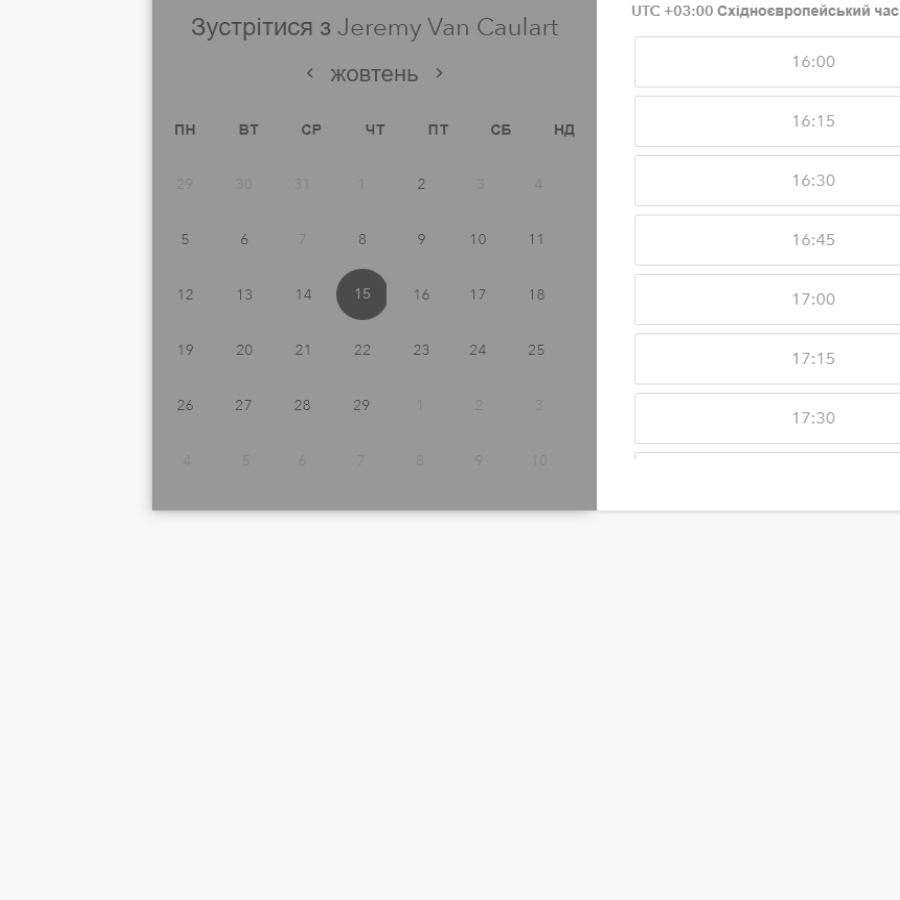 Зустрітися з Jeremy Van Caulart
‹ жовтень ›
ПН ВТ СР ЧТ ПТ СБ НД
29 30 31 1 2 3 4
5 6 7 8 9 10 11
12 13 14 15 16 17 18
19 20 21 22 23 24 25
26 27 28 29 1 2 3
4 5 6 7 8 9 10
UTC +03:00 Східноєвропейський час
16:00
16:15
16:30
16:45
17:00
17:15
17:30